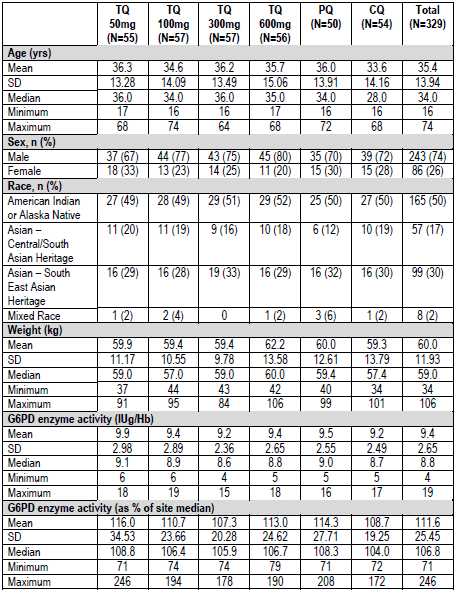 TQ TQ TQ TQ PQ CQ Total
50mg 100mg 300mg 600mg (N=50) (N=54) (N=329)
(N=55) (N=57) (N=57) (N=56)
Age (yrs)
Mean 36.3 34.6 36.2 35.7 36.0 33.6 35.4
SD 13.28 14.09 13.49 15.06 13.91 14.16 13.94
Median 36.0 34.0 36.0 35.0 34.0 28.0 34.0
Minimum 17 16 16 17 16 16 16
Maximum 68 74 64 68 72 68 74
Sex, n (%)
Male 37 (67) 44 (77) 43 (75) 45 (80) 35 (70) 39 (72) 243 (74)
Female 18 (33) 13 (23) 14 (25) 11 (20) 15 (30) 15 (28) 86 (26)
Race, n (%)
American Indian 27 (49) 28 (49) 29 (51) 29 (52) 25 (50) 27 (50) 165 (50)
or Alaska Native
Asian – 11 (20) 11 (19) 9 (16) 10 (18) 6 (12) 10 (19) 57 (17)
Central/South
Asian Heritage
Asian – South 16 (29) 16 (28) 19 (33) 16 (29) 16 (32) 16 (30) 99 (30)
East Asian
Heritage
Mixed Race 1 (2) 2 (4) 0 1 (2) 3 (6) 1 (2) 8 (2)
Weight (kg)
Mean 59.9 59.4 59.4 62.2 60.0 59.3 60.0
SD 11.17 10.55 9.78 13.58 12.61 13.79 11.93
Median 59.0 57.0 59.0 60.0 59.4 57.4 59.0
Minimum 37 44 43 42 40 34 34
Maximum 91 95 84 106 99 101 106
G6PD enzyme activity (IUg/Hb)
Mean 9.9 9.4 9.2 9.4 9.5 9.2 9.4
SD 2.98 2.89 2.36 2.65 2.55 2.49 2.65
Median 9.1 8.9 8.6 8.8 9.0 8.7 8.8
Minimum 6 6 4 5 5 5 4
Maximum 18 19 15 18 16 17 19
G6PD enzyme activity (as % of site median)
Mean 116.0 110.7 107.3 113.0 114.3 108.7 111.6
SD 34.53 23.66 20.28 24.62 27.71 19.25 25.45
Median 108.8 106.4 105.9 106.7 108.3 104.0 106.8
Minimum 71 74 74 79 71 72 71
Maximum 246 194 178 190 208 172 246